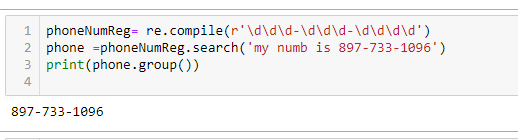 1 phoneNumReg= re.compile(r'\d\d\d-\d\d\d-\d\d\d\d')
2 phone =phoneNumReg.search('my numb is 897-733-1096')
3 print(phone.group())
4
897-733-1096